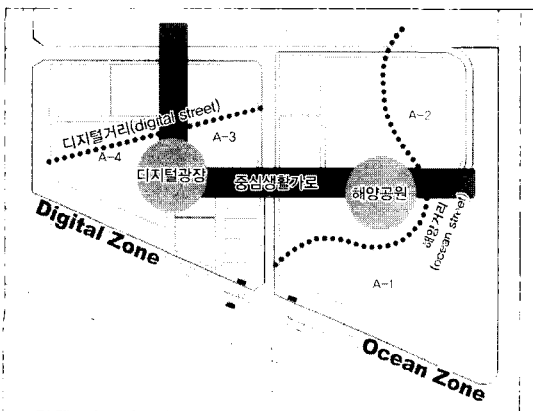 A-2
디지털거리(digital street)
A-3
A-4
디지털광장
중심생활가로
해양공원
해양거리
(ocean street)
Digital Zone
A-1
Ocean Zone